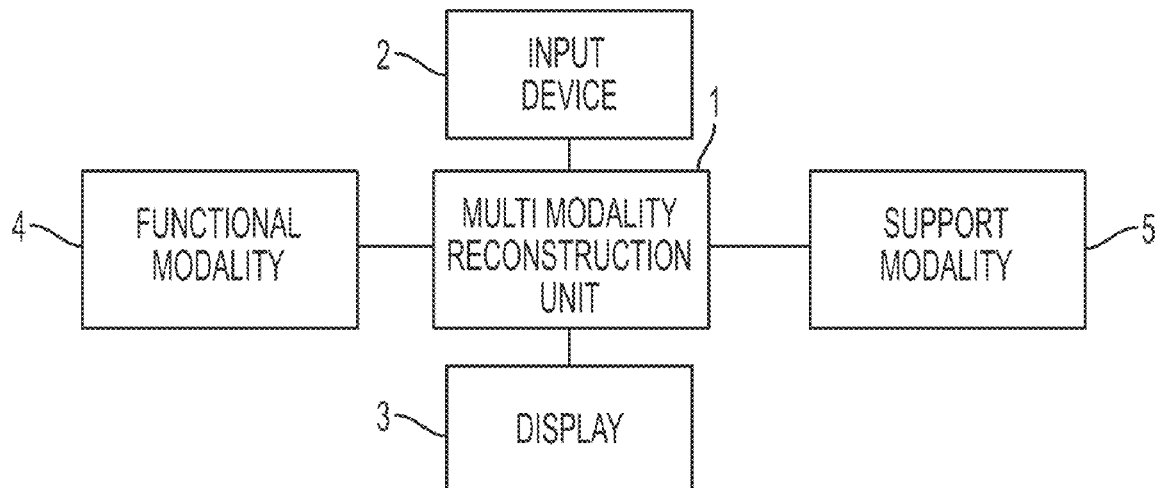 2
INPUT
DEVICE
1
4
FUNCTIONAL
MODALITY
MULTI MODALITY
RECONSTRUCTION
UNIT
SUPPORT
MODALITY
5
3
DISPLAY